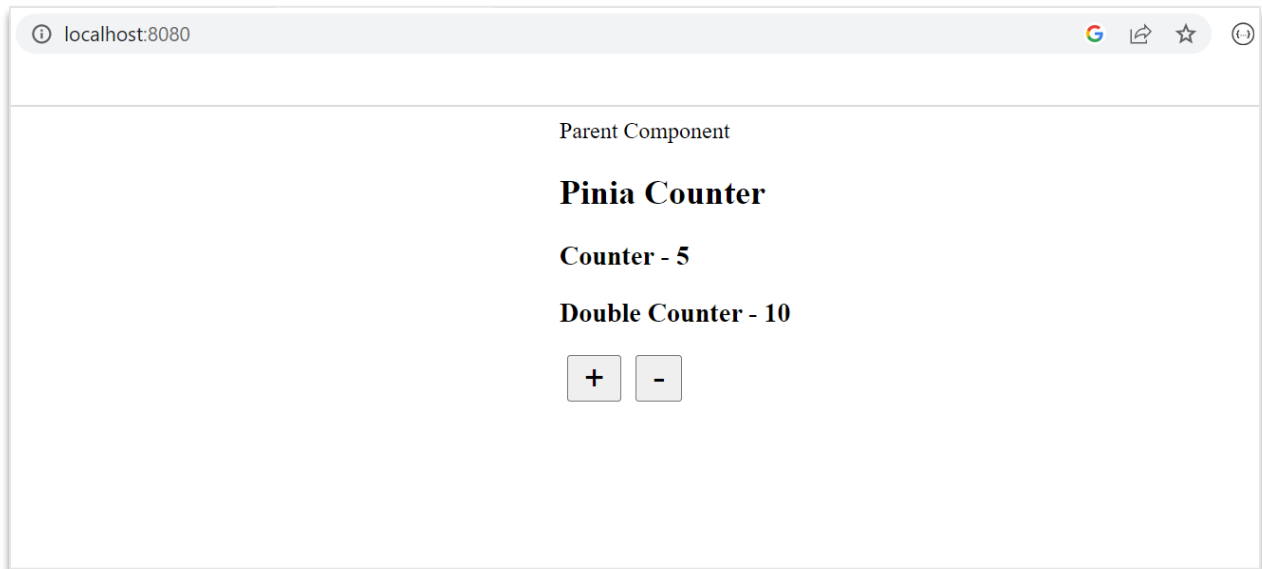 localhost:8080
Parent Component
Pinia Counter
Counter - 5
Double Counter - 10
+ -